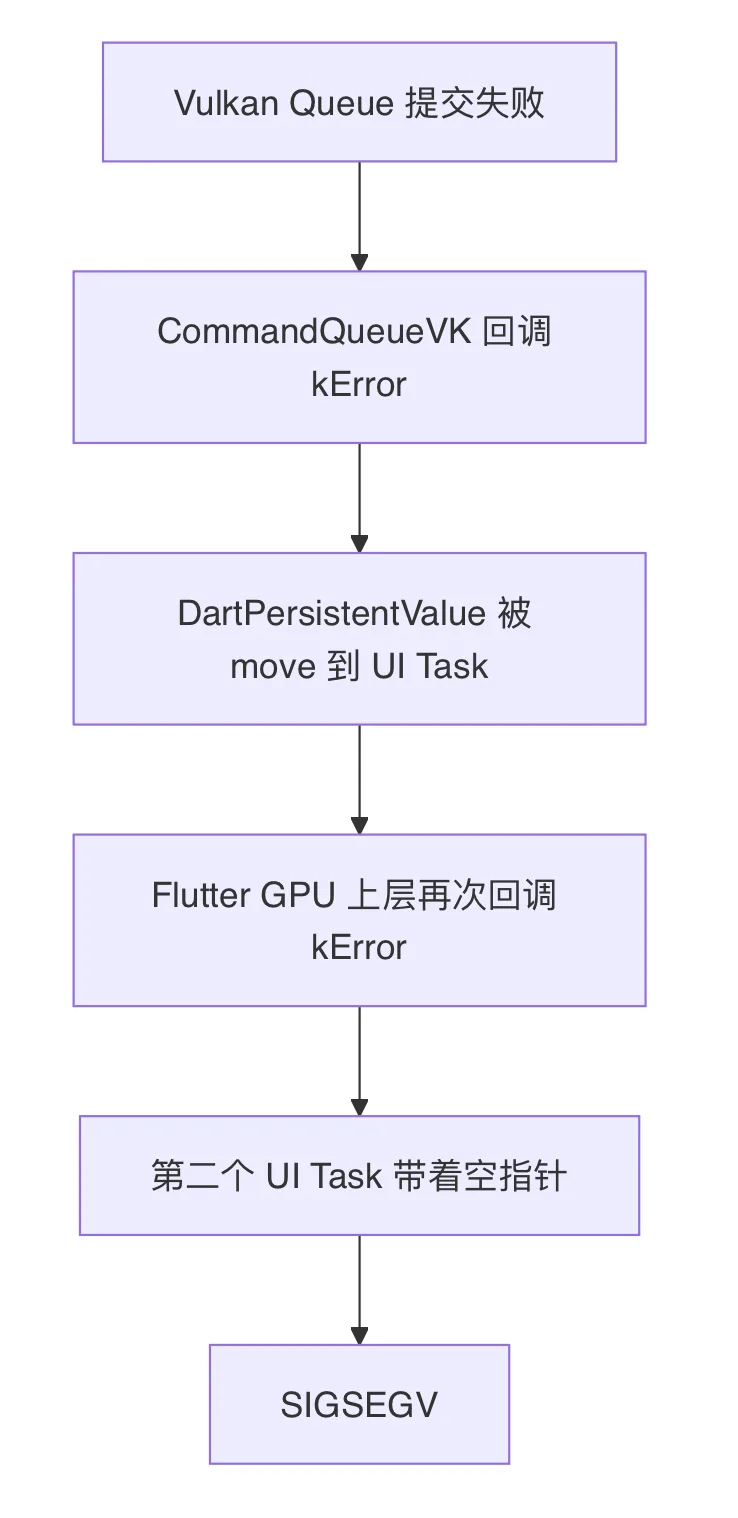 Vulkan Queue 提交失败
CommandQueueVK 回调
kError
DartPersistentValue 被
move 到 UI Task
Flutter GPU 上层再次回调
kError
第二个 UI Task 带着空指针
SIGSEGV